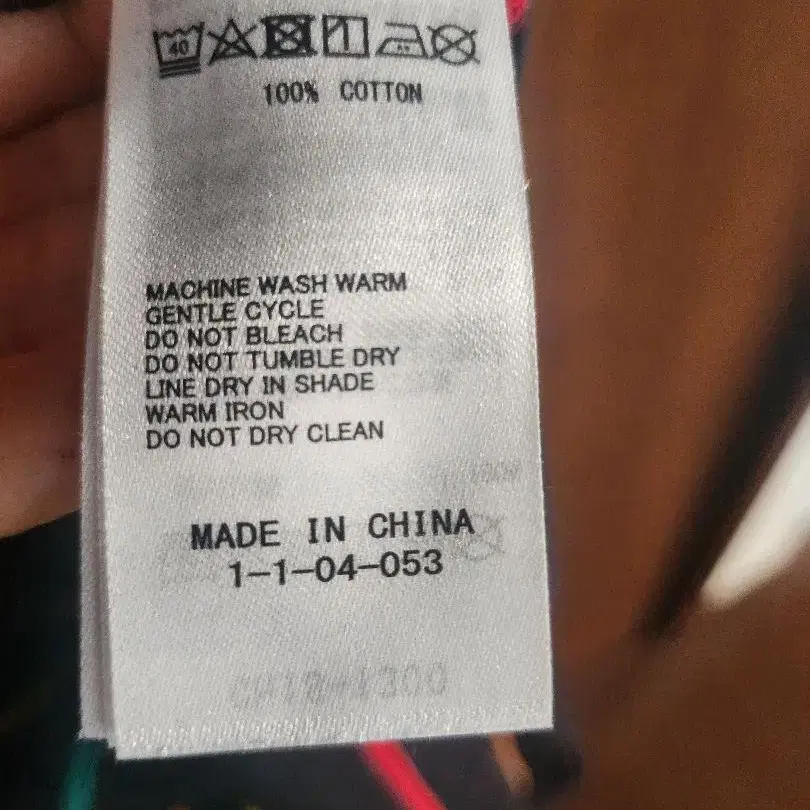 40
100% COTTON
MACHINE WASH WARM
GENTLE CYCLE
DO NOT BLEACH
DO NOT TUMBLE DRY
LINE DRY IN SHADE
WARM IRON
DO NOT DRY CLEAN
MADE IN CHINA
1-1-04-053